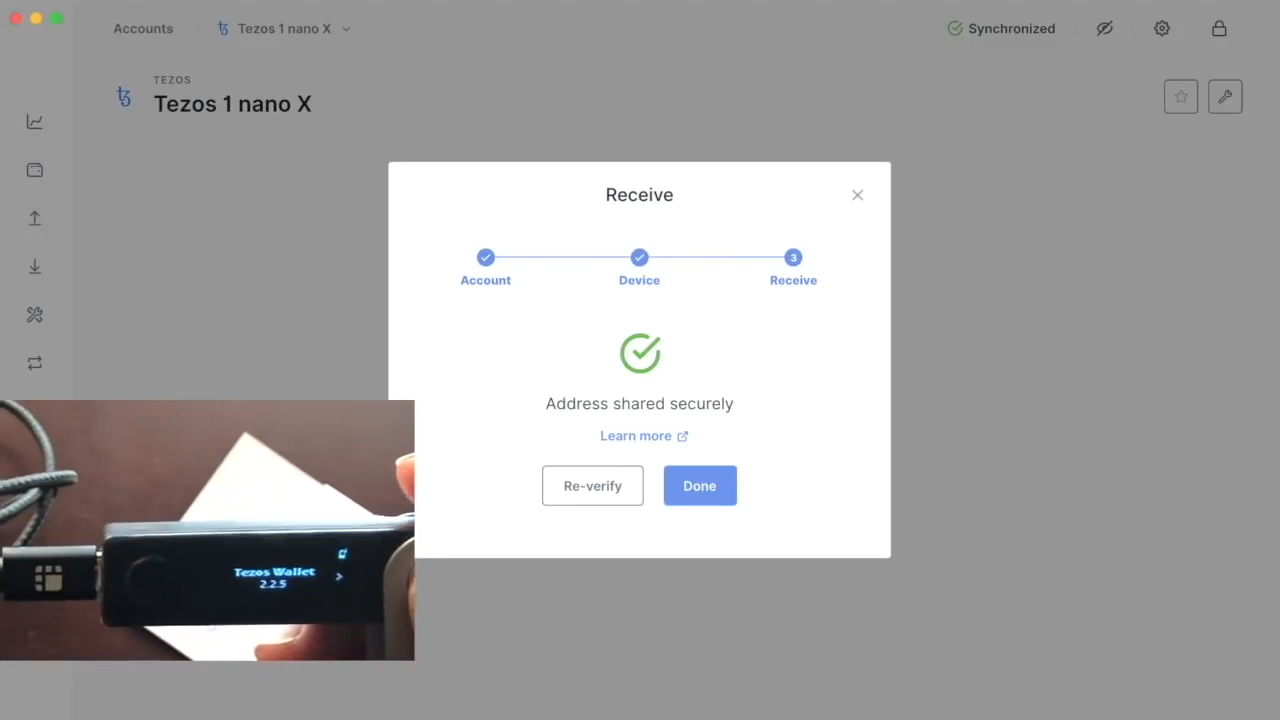 Accounts
Tezos 1 nano X
Synchronized
TEZOS
Tezos 1 nano X
Receive
Account
Device
3
Receive
Address shared securely
Learn more
Re-verify
Done
Tezos Wallet
2.2.5